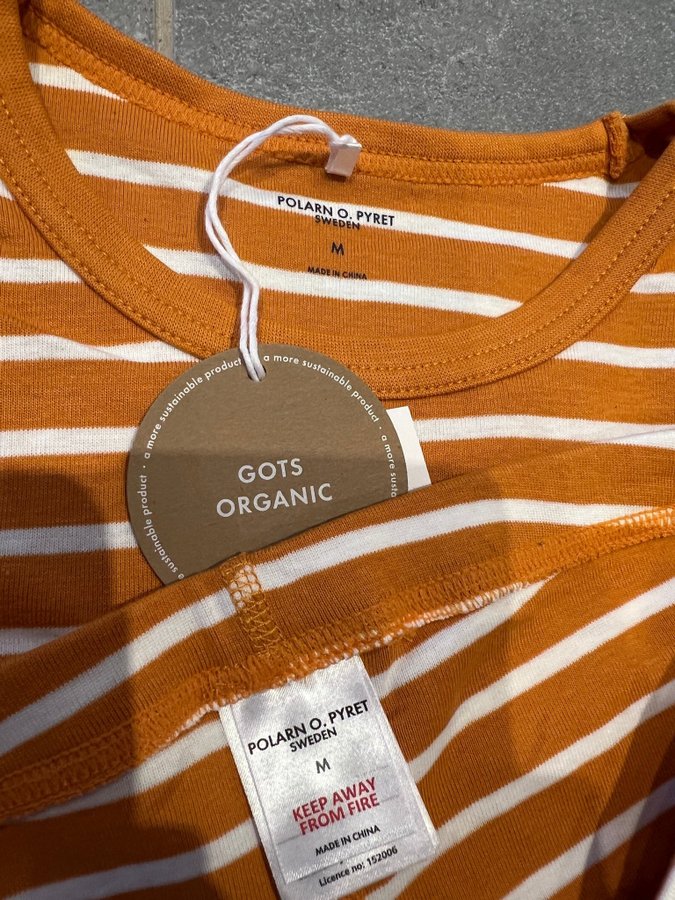 POLARN O. PYRET
SWEDEN
M
MADE IN CHINA
a more sustainable product · a more sustainable product · a more sustainable product
GOTS
ORGANIC
POLARN O. PYRET
SWEDEN
M
KEEP AWAY
FROM FIRE
MADE IN CHINA
Licence no: 152006